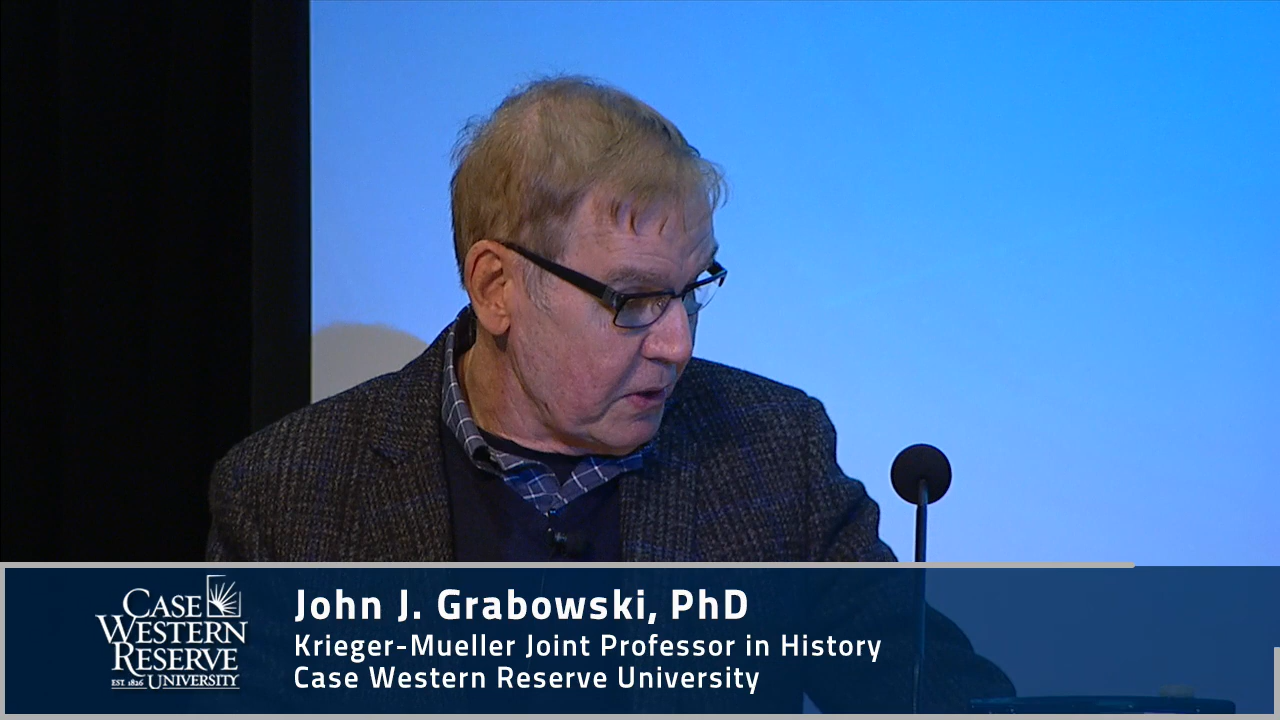 CASE
WESTERN
RESERVE
EST. 1826 UNIVERSITY
John J. Grabowski, PhD
Krieger-Mueller Joint Professor in History
Case Western Reserve University